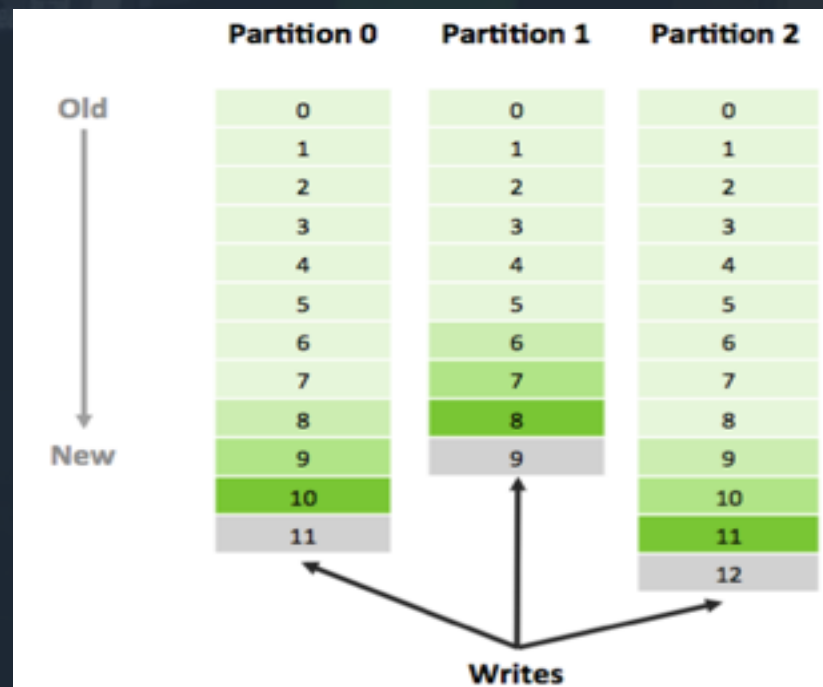 Partition 0 Partition 1 Partition 2
Old 0 0 0
1 1 1
2 2 2
3 3 3
4 4 4
5 5 5
6 6 6
7 7 7
8 8 8
New 9 9 9
10 10
11 11
12
Writes